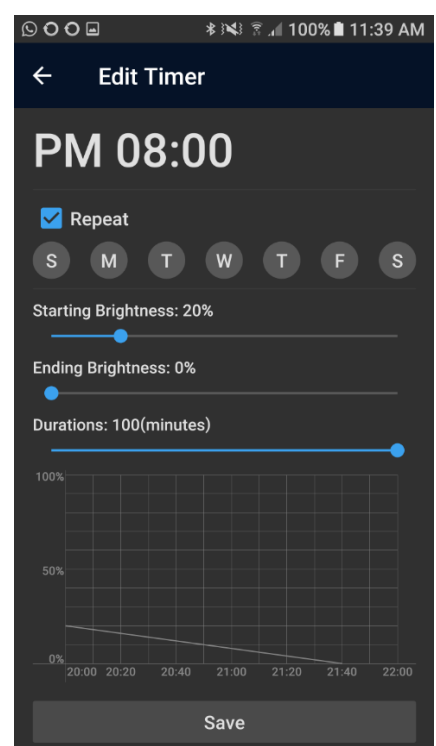 100% 11:39 AM
Edit Timer
PM 08:00
Repeat
S M T W T F S
Starting Brightness: 20%
Ending Brightness: 0%
Durations: 100(minutes)
100%
50%
0%
20:00 20:20 20:40 21:00 21:20 21:40 22:00
Save